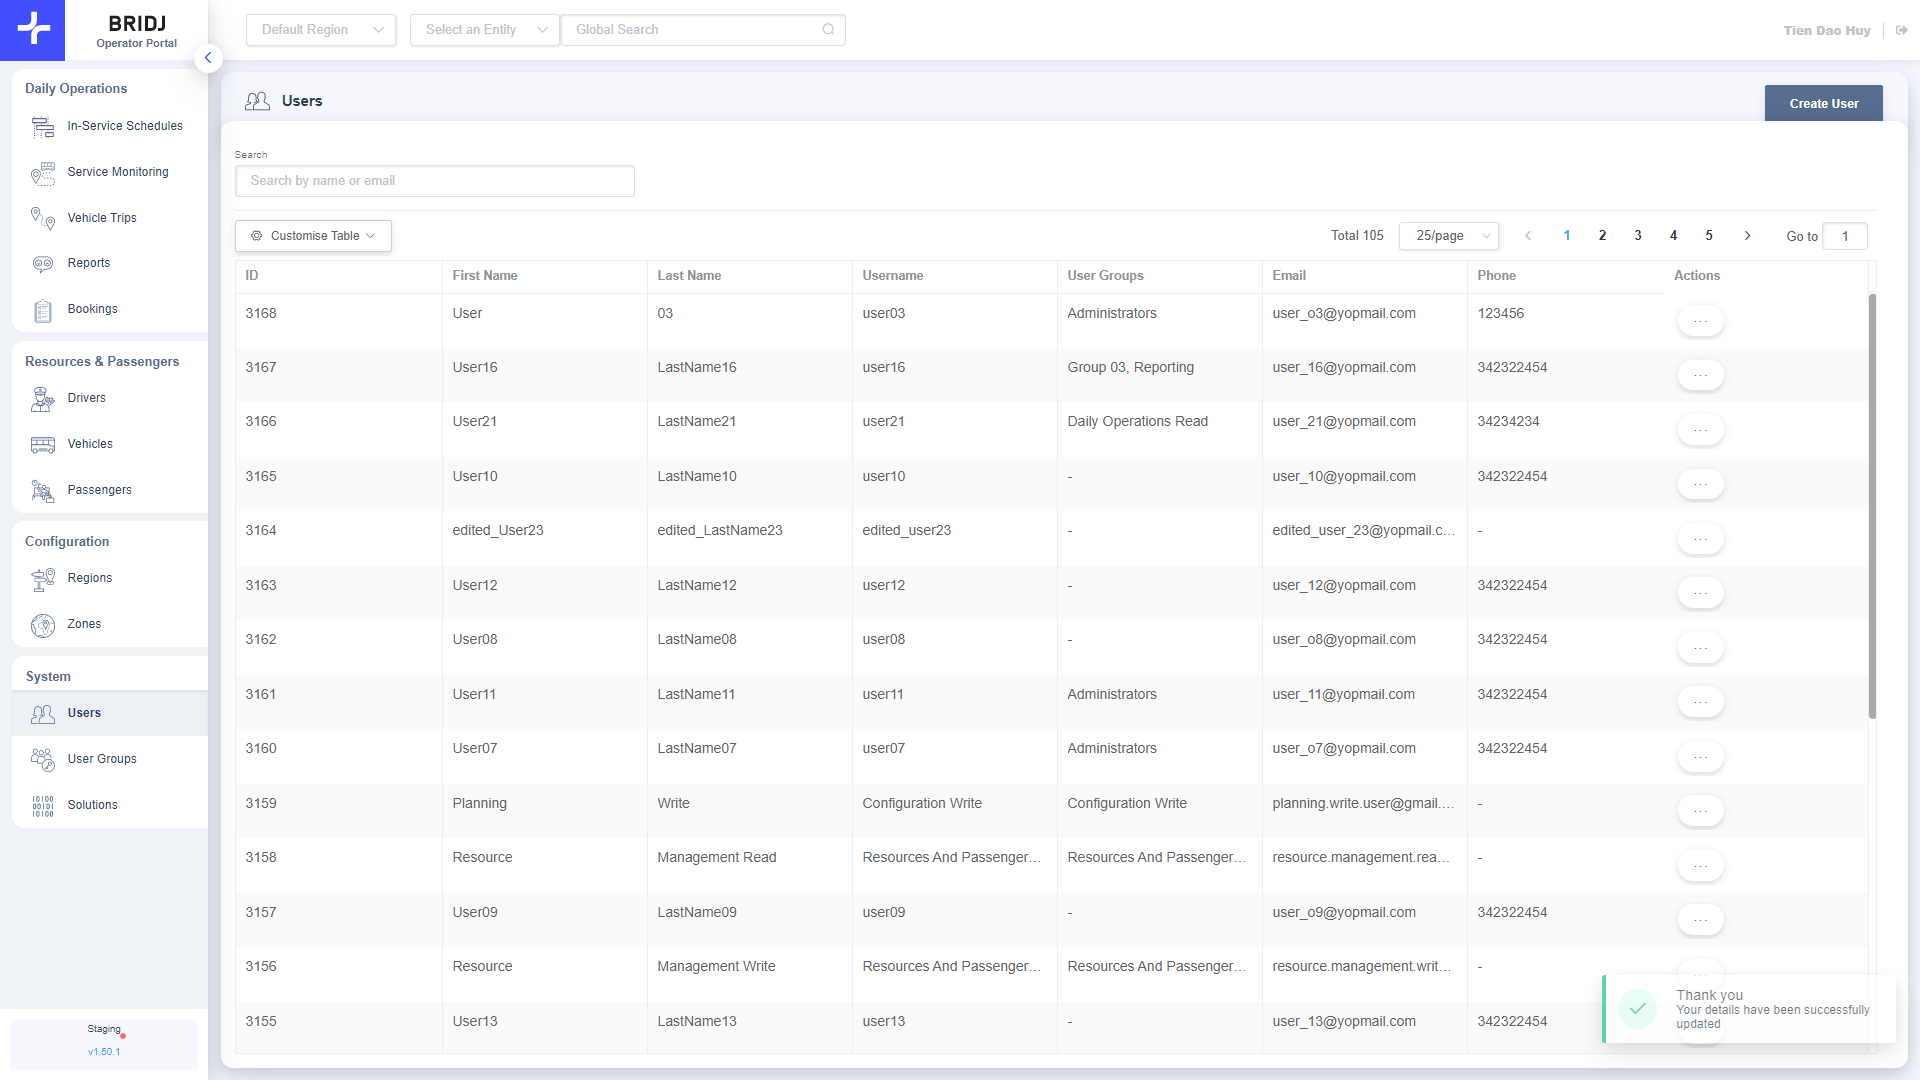 BRIDJ
Operator Portal
Default Region
Select an Entity
Global Search
Tien Dao Huy
Daily Operations
In-Service Schedules
Service Monitoring
Vehicle Trips
Reports
Bookings
Resources & Passengers
Drivers
Vehicles
Passengers
Configuration
Regions
Zones
System
Users
User Groups
Solutions
Staging
v1.50.1
Users
Create User
Search
Search by name or email
Customise Table
Total 105
25/page
1 2 3 4 5
Go to 1
ID First Name Last Name Username User Groups Email Phone Actions
3168 User 03 user03 Administrators user_o3@yopmail.com 123456 ...
3167 User16 LastName16 user16 Group 03, Reporting user_16@yopmail.com 342322454 ...
3166 User21 LastName21 user21 Daily Operations Read user_21@yopmail.com 34234234 ...
3165 User10 LastName10 user10 - user_10@yopmail.com 342322454 ...
3164 edited_User23 edited_LastName23 edited_user23 - edited_user_23@yopmail.c... - ...
3163 User12 LastName12 user12 - user_12@yopmail.com 342322454 ...
3162 User08 LastName08 user08 - user_o8@yopmail.com 342322454 ...
3161 User11 LastName11 user11 Administrators user_11@yopmail.com 342322454 ...
3160 User07 LastName07 user07 Administrators user_o7@yopmail.com 342322454 ...
3159 Planning Write Configuration Write Configuration Write planning.write.user@gmail.... - ...
3158 Resource Management Read Resources And Passenger... Resources And Passenger... resource.management.rea... - ...
3157 User09 LastName09 user09 - user_o9@yopmail.com 342322454 ...
3156 Resource Management Write Resources And Passenger... Resources And Passenger... resource.management.writ... - ...
3155 User13 LastName13 user13 - user_13@yopmail.com 342322454
Thank you
Your details have been successfully
updated